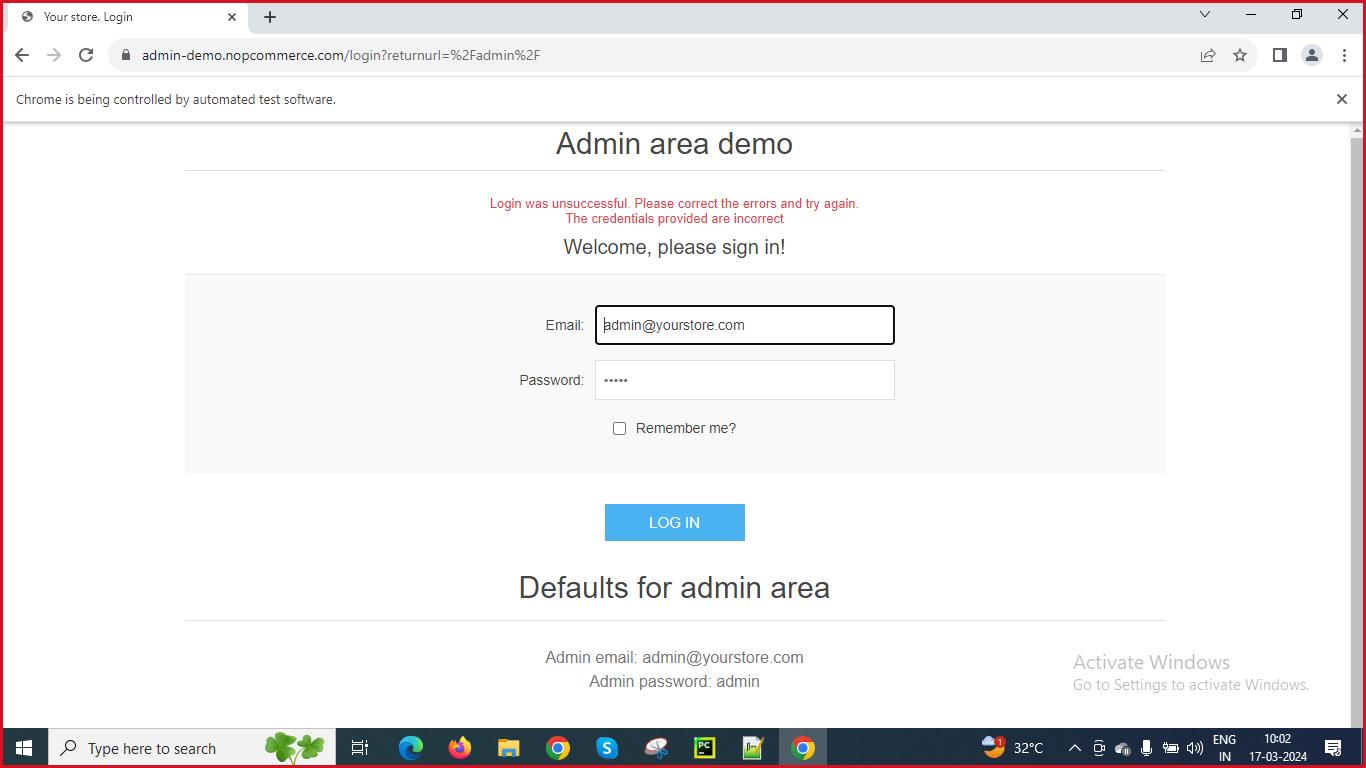 Your store. Login
admin-demo.nopcommerce.com/login?returnurl=%2Fadmin%2F
Chrome is being controlled by automated test software.
Admin area demo
Login was unsuccessful. Please correct the errors and try again.
The credentials provided are incorrect
Welcome, please sign in!
Email: admin@yourstore.com
Password: •••••
Remember me?
LOG IN
Defaults for admin area
Admin email: admin@yourstore.com
Admin password: admin
Activate Windows
Go to Settings to activate Windows.
Type here to search
PC
1
32°C
ENG
IN
10:02
17-03-2024